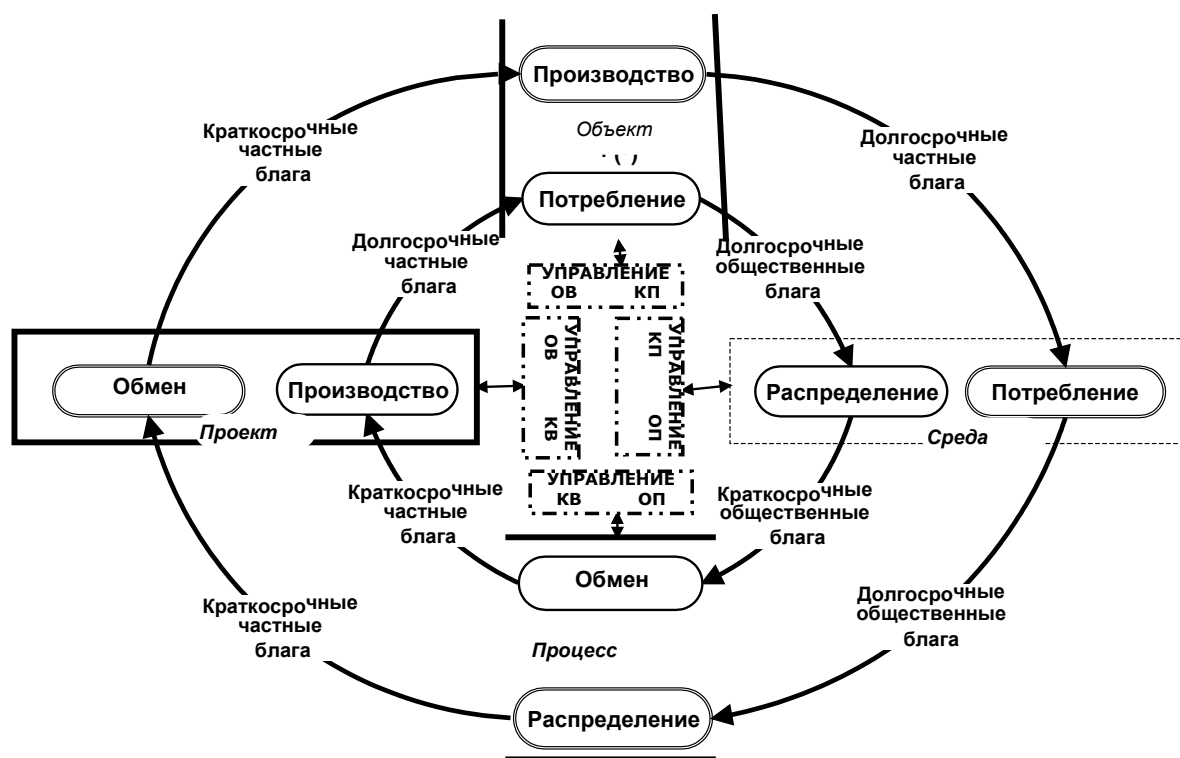 Производство
Объект
Краткосрочные
частные
блага
Долгосрочные
частные
блага
Потребление
Долгосрочные
частные
блага
Долгосрочные
общественные
блага
УПРАВЛЕНИЕ
ОВ КП
УПРАВЛЕНИЕ
ОВ КВ
УПРАВЛЕНИЕ
КП ОП
УПРАВЛЕНИЕ
КВ ОП
Обмен
Производство
Проект
Распределение
Потребление
Среда
Краткосрочные
частные
блага
Краткосрочные
общественные
блага
Обмен
Краткосрочные
частные
блага
Долгосрочные
общественные
блага
Процесс
Распределение